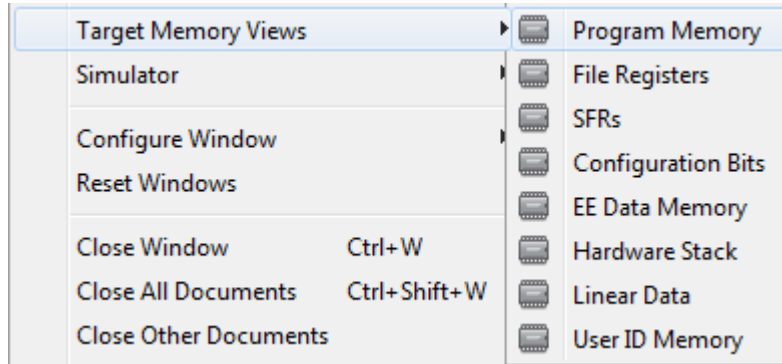 Target Memory Views
Simulator
Configure Window
Reset Windows
Close Window Ctrl+W
Close All Documents Ctrl+Shift+W
Close Other Documents
Program Memory
File Registers
SFRs
Configuration Bits
EE Data Memory
Hardware Stack
Linear Data
User ID Memory